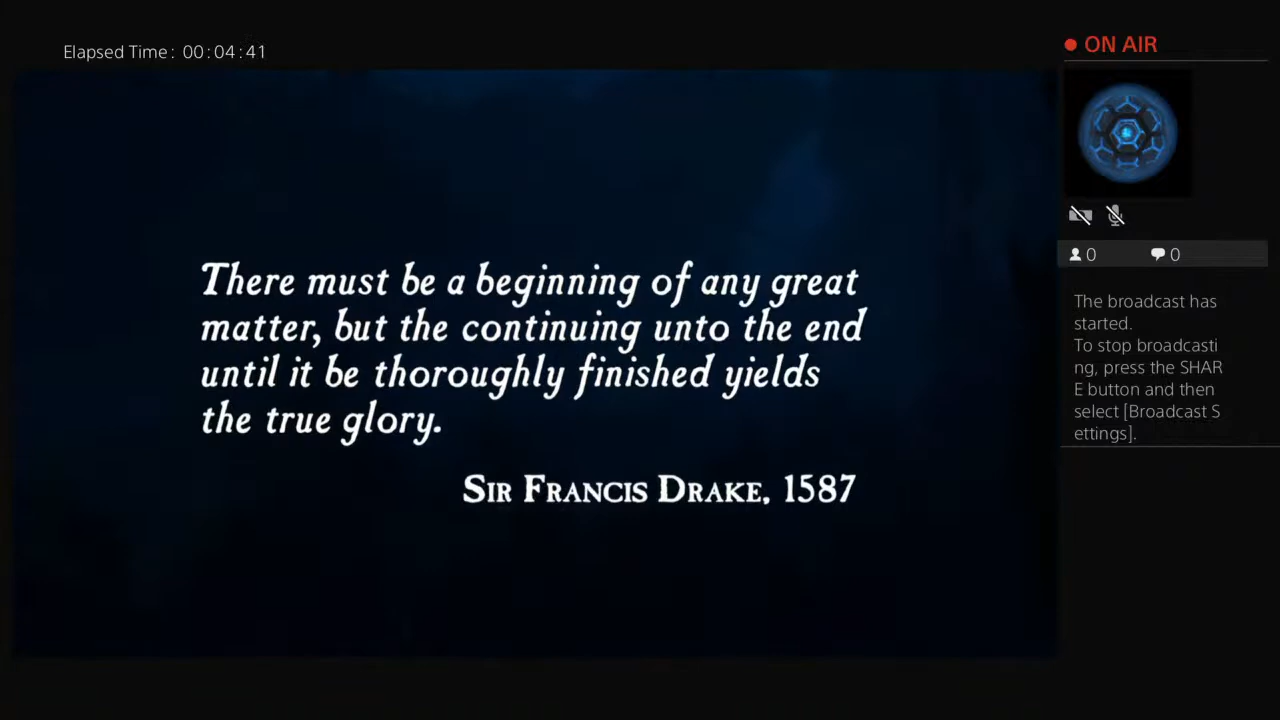 Elapsed Time: 00:04:41
ON AIR
There must be a beginning of any great
matter, but the continuing unto the end
until it be thoroughly finished yields
the true glory.
Sir Francis Drake, 1587
0 0
The broadcast has
started.
To stop broadcasti
ng, press the SHAR
E button and then
select [Broadcast S
ettings].